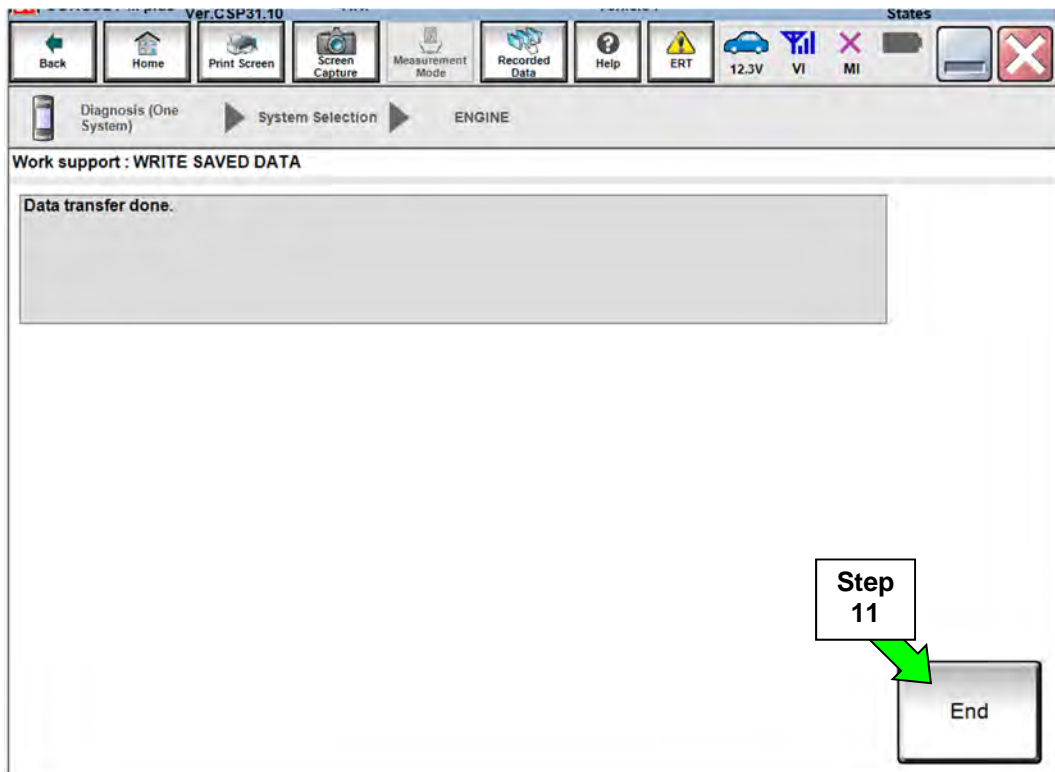 Ver.CSP31.10
States
Back
Home
Print Screen
Screen
Capture
Measurement
Mode
Recorded
Data
Help
ERT
12.3V
VI
MI
Diagnosis (One
System)
System Selection
ENGINE
Work support : WRITE SAVED DATA
Data transfer done.
Step
11
End